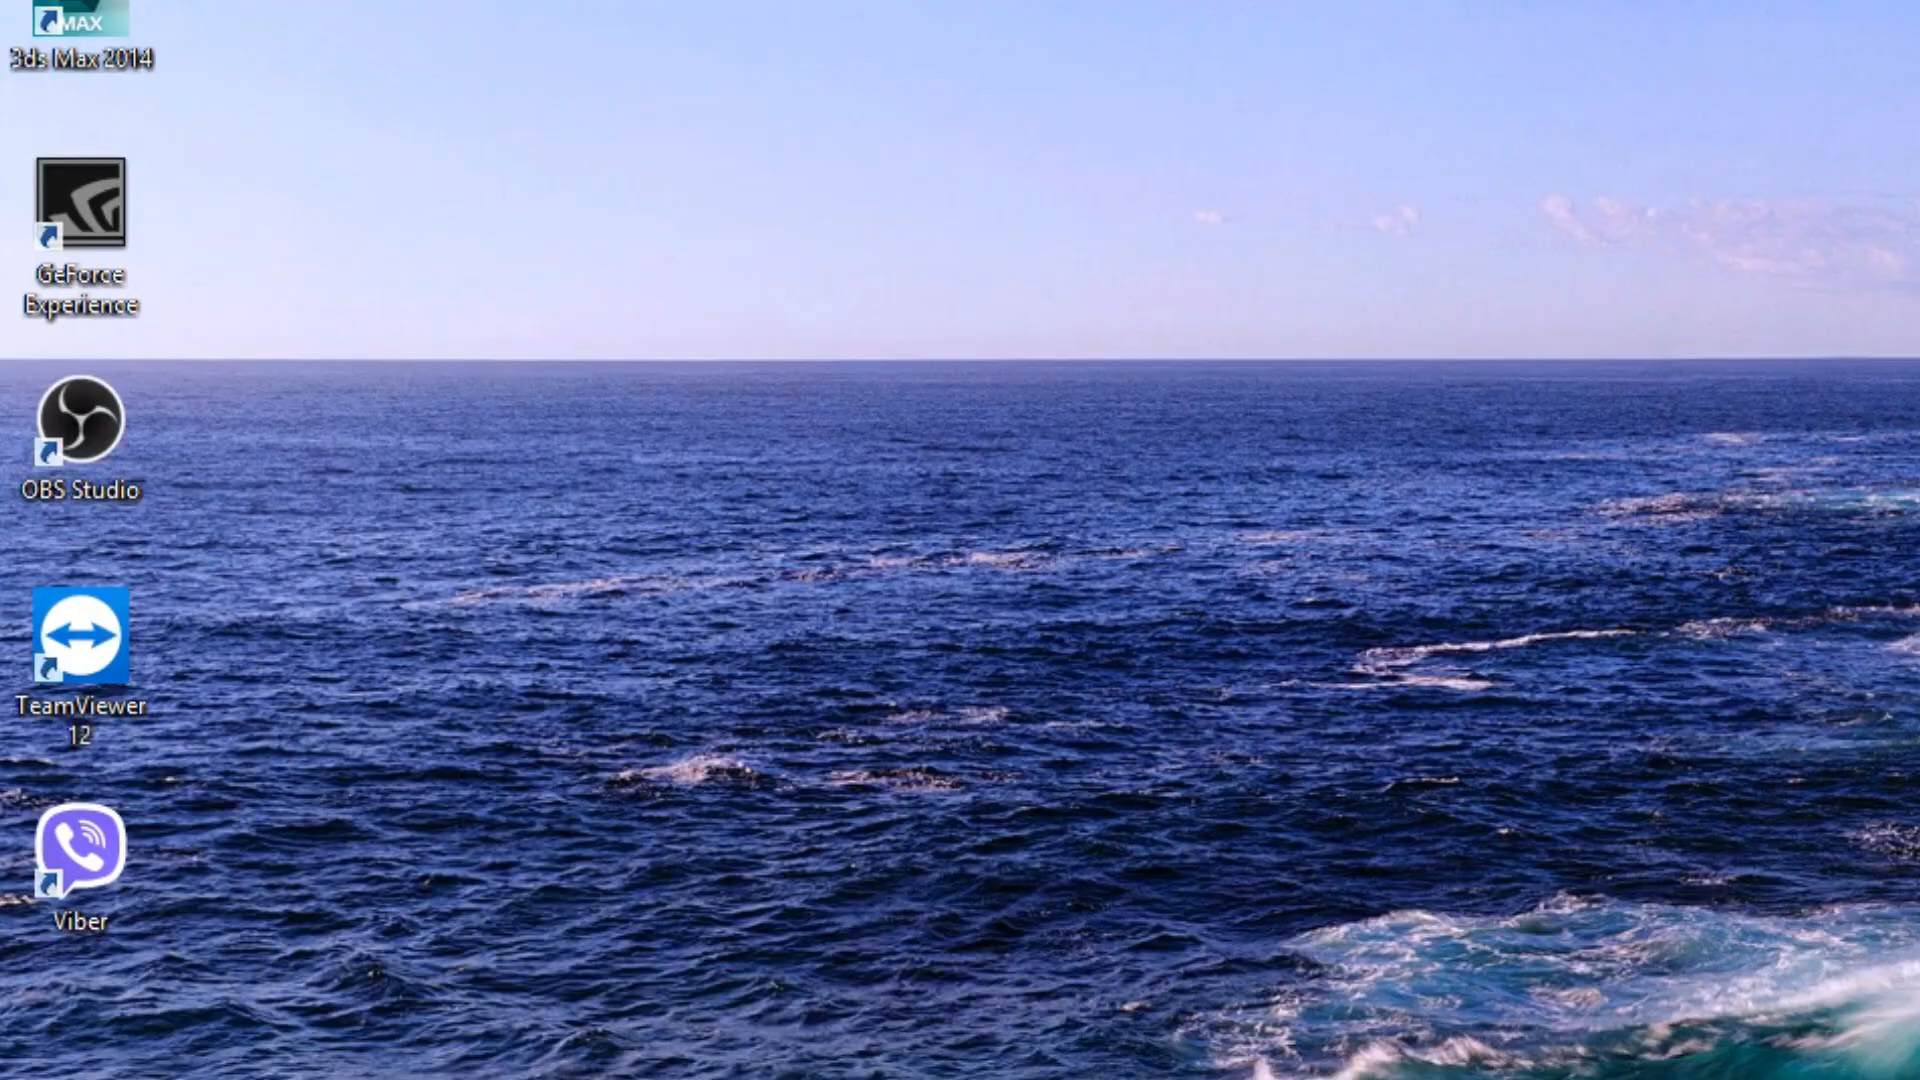 MAX
3ds Max 2014
GeForce
Experience
OBS Studio
TeamViewer
12
Viber